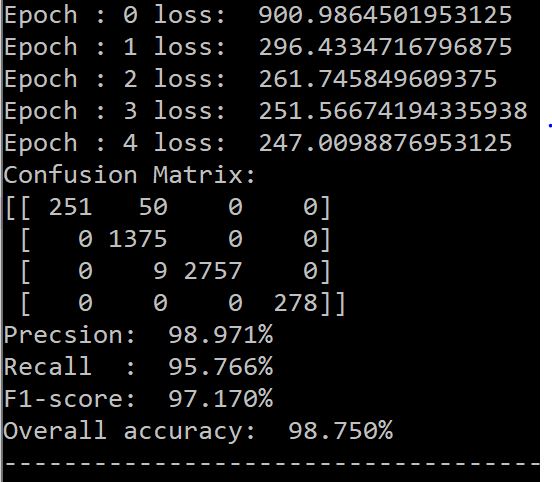 Epoch : 0 loss:  900.9864501953125
Epoch : 1 loss:  296.4334716796875
Epoch : 2 loss:  261.745849609375
Epoch : 3 loss:  251.56674194335938
Epoch : 4 loss:  247.0098876953125
Confusion Matrix:
[[ 251   50    0    0]
 [   0 1375    0    0]
 [   0    9 2757    0]
 [   0    0    0  278]]
Precsion:  98.971%
Recall  :  95.766%
F1-score:  97.170%
Overall accuracy:  98.750%
-----------------------------------